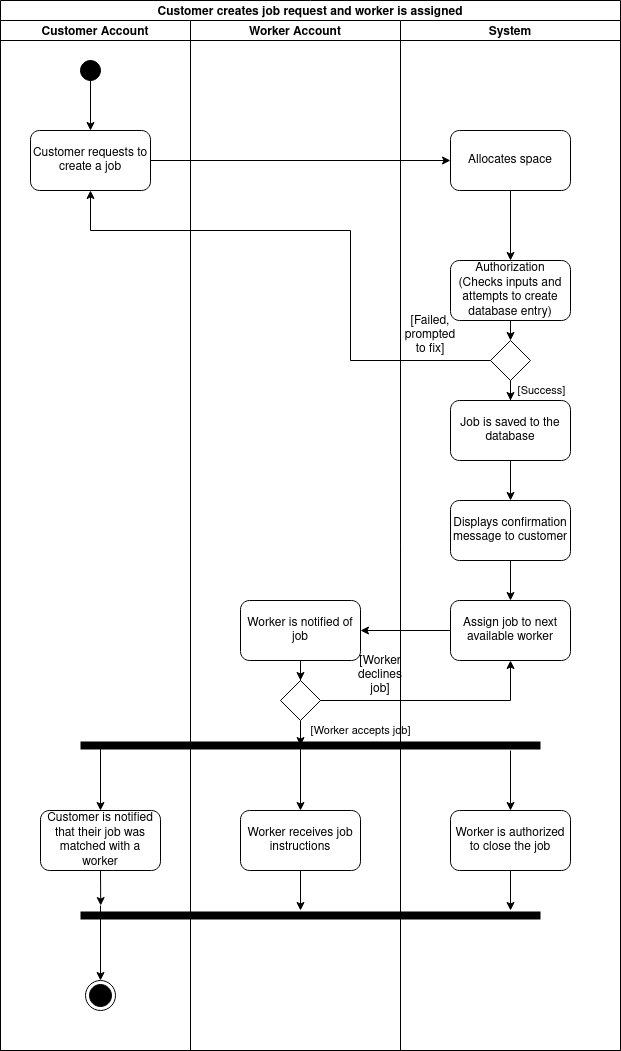 Customer creates job request and worker is assigned
Customer Account
Worker Account
System
Customer requests to
create a job
Allocates space
Authorization
(Checks inputs and
attempts to create
database entry)
[Failed,
prompted
to fix]
[Success]
Job is saved to the
database
Displays confirmation
message to customer
Worker is notified of
job
Assign job to next
available worker
[Worker
declines
job]
[Worker accepts job]
Customer is notified
that their job was
matched with a
worker
Worker receives job
instructions
Worker is authorized
to close the job